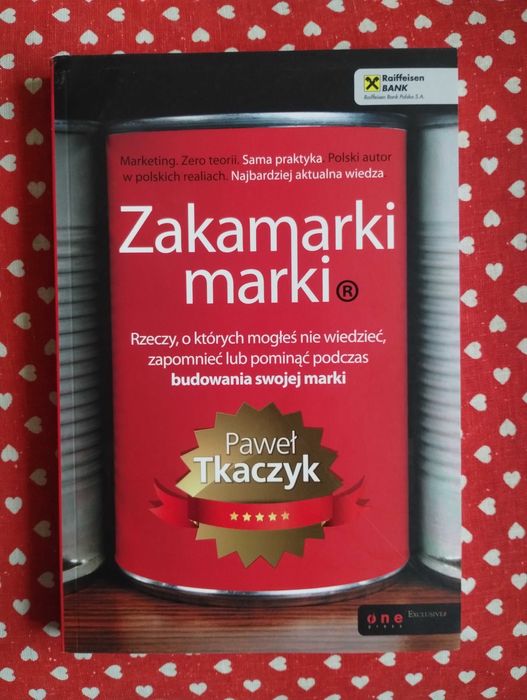 Raiffeisen
BANK
Raiffeisen Bank Polska S.A.
Marketing. Zero teorii. Sama praktyka. Polski autor
w polskich realiach. Najbardziej aktualna wiedza
Zakamarki
marki®
Rzeczy, o których mogłeś nie wiedzieć,
zapomnieć lub pominąć podczas
budowania swojej marki
Paweł
Tkaczyk
one EXCLUSIVE
press